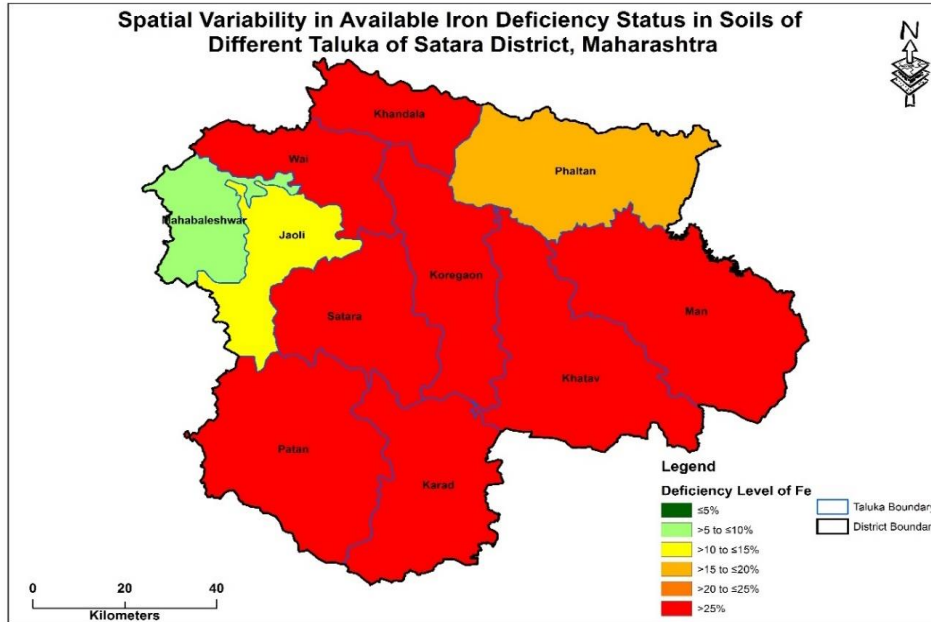 Spatial Variability in Available Iron Deficiency Status in Soils of
Different Taluka of Satara District, Maharashtra
N
Khandala
Wai
Phaltan
Mahabaleshwar
Jaoli
Koregaon
Satara
Man
Khatav
Patan
Karad
Legend
Deficiency Level of Fe
≤5%
>5 to ≤10%
>10 to ≤15%
>15 to ≤20%
>20 to ≤25%
>25%
Taluka Boundary
District Boundary
0 20 40
Kilometers